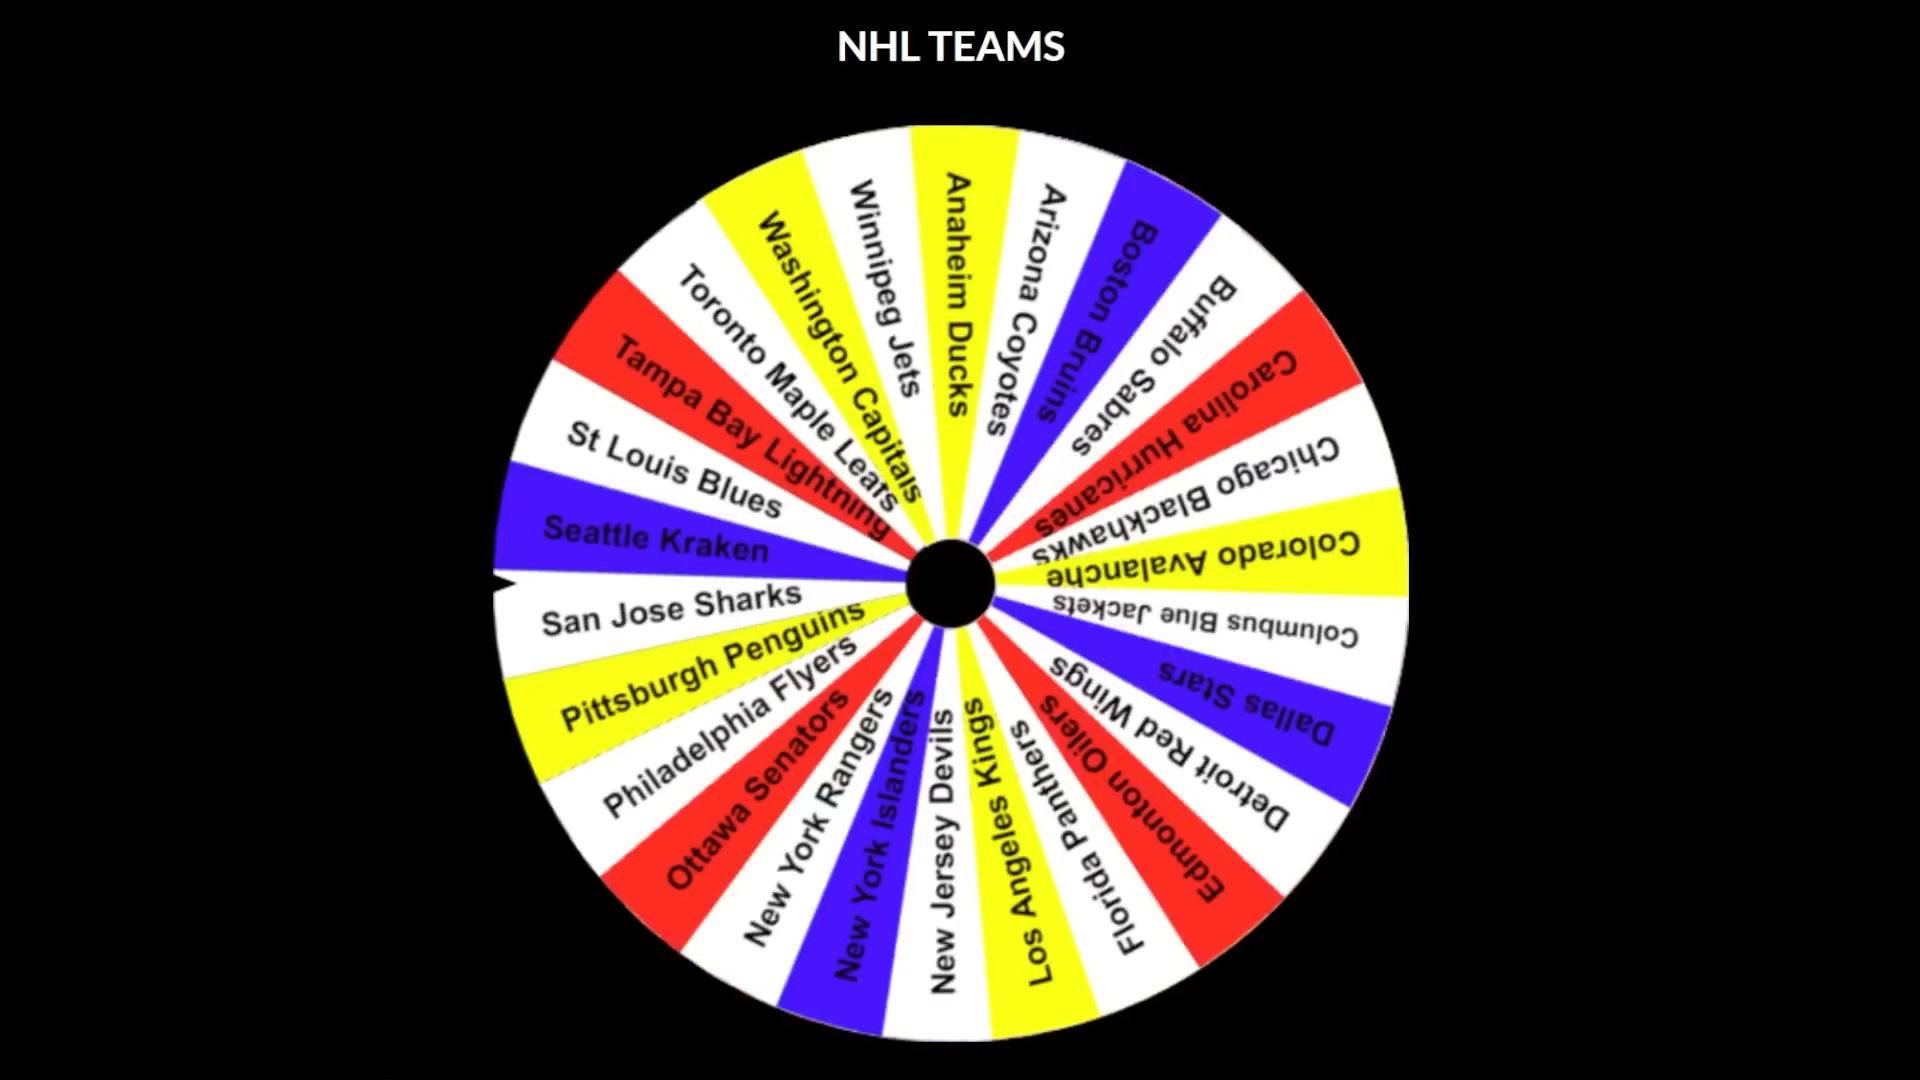 NHL TEAMS
Anaheim Ducks
Arizona Coyotes
Boston Bruins
Buffalo Sabres
Carolina Hurricanes
Chicago Blackhawks
Colorado Avalanche
Columbus Blue Jackets
Dallas Stars
Detroit Red Wings
Edmonton Oilers
Florida Panthers
Los Angeles Kings
New Jersey Devils
New York Islanders
New York Rangers
Ottawa Senators
Philadelphia Flyers
Pittsburgh Penguins
San Jose Sharks
Seattle Kraken
St Louis Blues
Tampa Bay Lightning
Toronto Maple Leafs
Washington Capitals
Winnipeg Jets